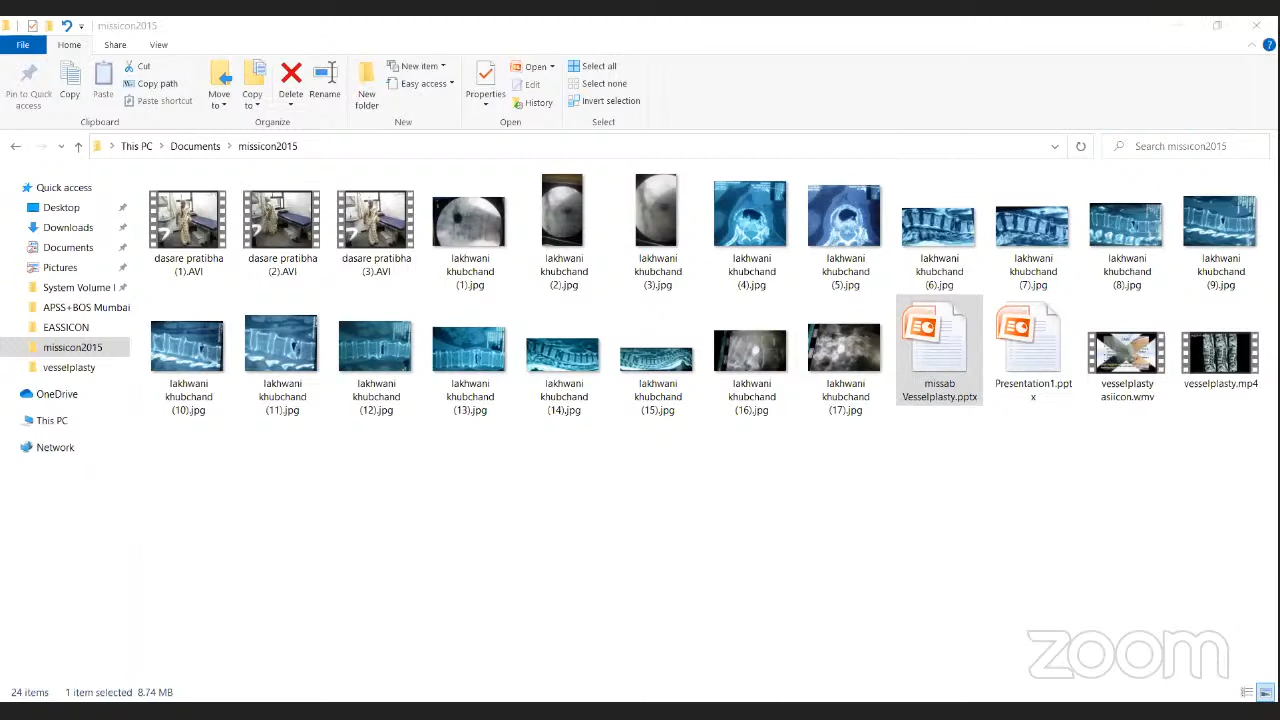 missicon2015
File Home Share View
Pin to Quick access
Copy
Paste
Cut
Copy path
Paste shortcut
Clipboard
Move to
Copy to
Delete
Rename
Organize
New folder
New item
Easy access
New
Properties
Open
Edit
History
Open
Select all
Select none
Invert selection
Select
This PC Documents missicon2015
Search missicon2015
Quick access
Desktop
Downloads
Documents
Pictures
System Volume I
APSS+BOS Mumbai
EASSICON
missicon2015
vesselplasty
OneDrive
This PC
Network
dasare pratibha (1).AVI
dasare pratibha (2).AVI
dasare pratibha (3).AVI
lakhwani khubchand (1).jpg
lakhwani khubchand (2).jpg
lakhwani khubchand (3).jpg
lakhwani khubchand (4).jpg
lakhwani khubchand (5).jpg
lakhwani khubchand (6).jpg
lakhwani khubchand (7).jpg
lakhwani khubchand (8).jpg
lakhwani khubchand (9).jpg
lakhwani khubchand (10).jpg
lakhwani khubchand (11).jpg
lakhwani khubchand (12).jpg
lakhwani khubchand (13).jpg
lakhwani khubchand (14).jpg
lakhwani khubchand (15).jpg
lakhwani khubchand (16).jpg
lakhwani khubchand (17).jpg
missab Vesselplasty.pptx
Presentation1.pptx
vesselplasty asiicon.wmv
vesselplasty.mp4
zoom
24 items 1 item selected 8.74 MB